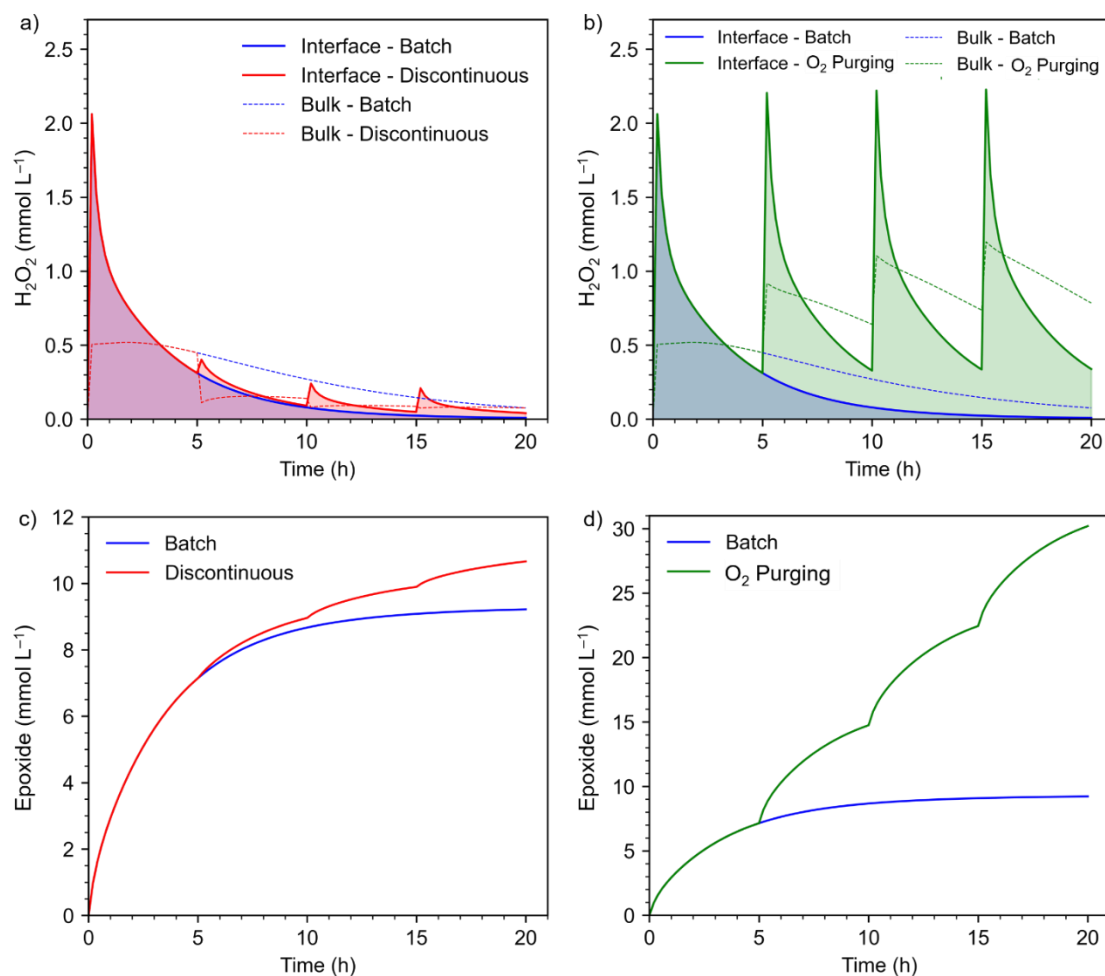 a)
2.5
2.0
1.5
1.0
0.5
0.0
H₂O₂ (mmol L⁻¹)
Interface - Batch
Interface - Discontinuous
Bulk - Batch
Bulk - Discontinuous
0 5 10 15 20
Time (h)
b)
2.5
2.0
1.5
1.0
0.5
0.0
H₂O₂ (mmol L⁻¹)
Interface - Batch
Interface - O₂ Purging
Bulk - Batch
Bulk - O₂ Purging
0 5 10 15 20
Time (h)
c)
12
10
8
6
4
2
0
Epoxide (mmol L⁻¹)
Batch
Discontinuous
0 5 10 15 20
Time (h)
d)
30
25
20
15
10
5
0
Epoxide (mmol L⁻¹)
Batch
O₂ Purging
0 5 10 15 20
Time (h)